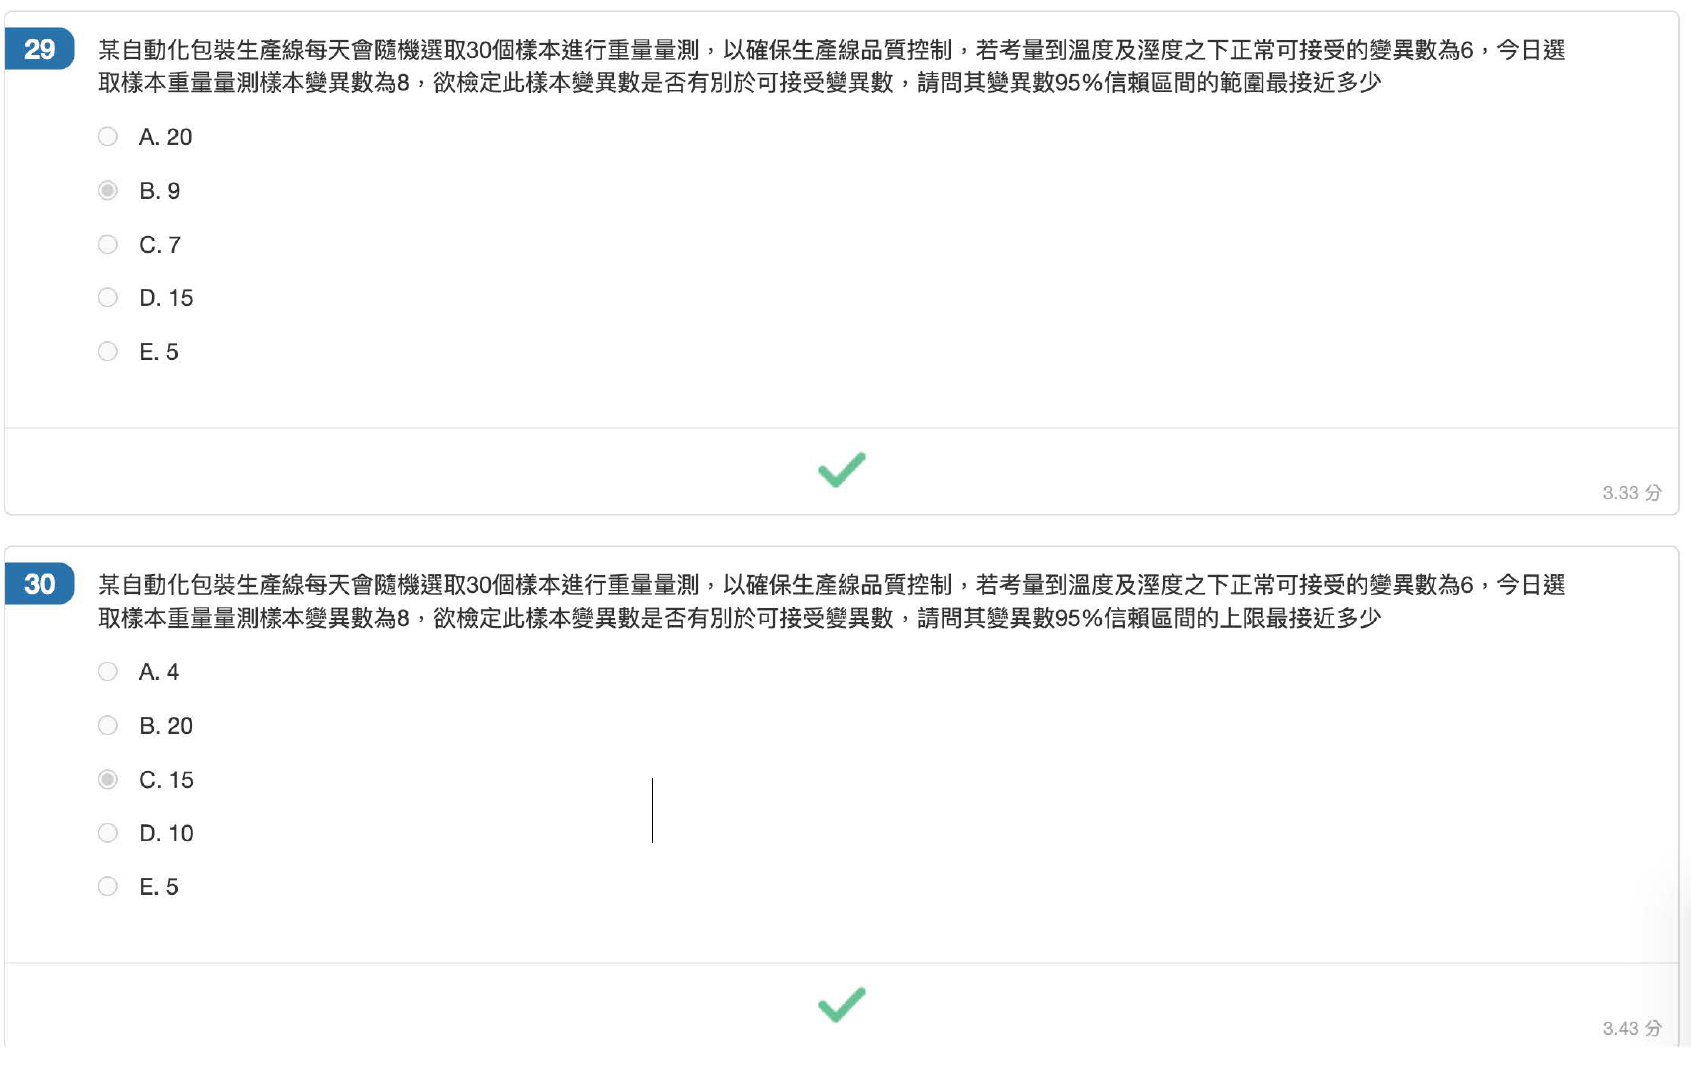 29
某自動化包裝生產線每天會隨機選取30個樣本進行重量量測，以確保生產線品質控制，若考量到溫度及溼度之下正常可接受的變異數為6，今日選
取樣本重量量測樣本變異數為8，欲檢定此樣本變異數是否有別於可接受變異數，請問其變異數95%信賴區間的範圍最接近多少
A. 20
B. 9
C. 7
D. 15
E. 5
3.33 分
30
某自動化包裝生產線每天會隨機選取30個樣本進行重量量測，以確保生產線品質控制，若考量到溫度及溼度之下正常可接受的變異數為6，今日選
取樣本重量量測樣本變異數為8，欲檢定此樣本變異數是否有別於可接受變異數，請問其變異數95%信賴區間的上限最接近多少
A. 4
B. 20
C. 15
D. 10
E. 5
3.43 分